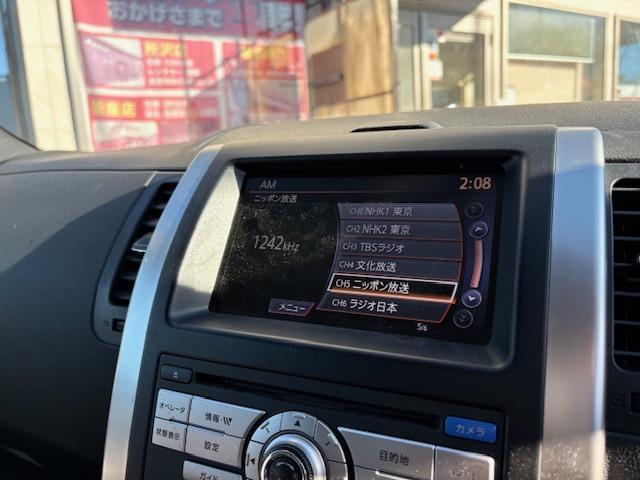 おかげさまで
所沢店
AM
2:08
ニッポン放送
1242kHz
CH1 NHK1 東京
CH2 NHK2 東京
CH3 TBSラジオ
CH4 文化放送
CH5 ニッポン放送
CH6 ラジオ日本
メニュー
5/6
オペレータ
情報・VICS
状態表示
設定
ガイド
目的地
カメラ